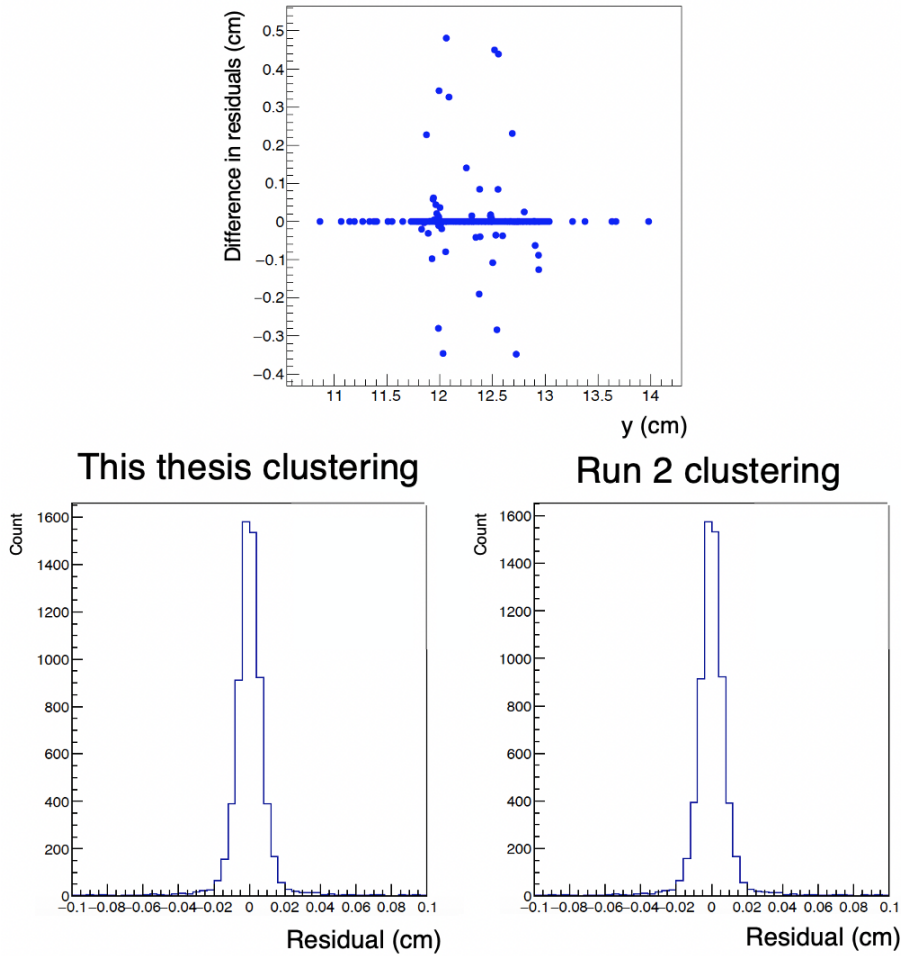 Difference in residuals (cm)
0.5
0.4
0.3
0.2
0.1
0
−0.1
−0.2
−0.3
−0.4
11 11.5 12 12.5 13 13.5 14
y (cm)
This thesis clustering
Count
1600
1400
1200
1000
800
600
400
200
0
−0.1 −0.08 −0.06 −0.04 −0.02 0 0.02 0.04 0.06 0.08 0.1
Residual (cm)
Run 2 clustering
Count
1600
1400
1200
1000
800
600
400
200
0
−0.1 −0.08 −0.06 −0.04 −0.02 0 0.02 0.04 0.06 0.08 0.1
Residual (cm)